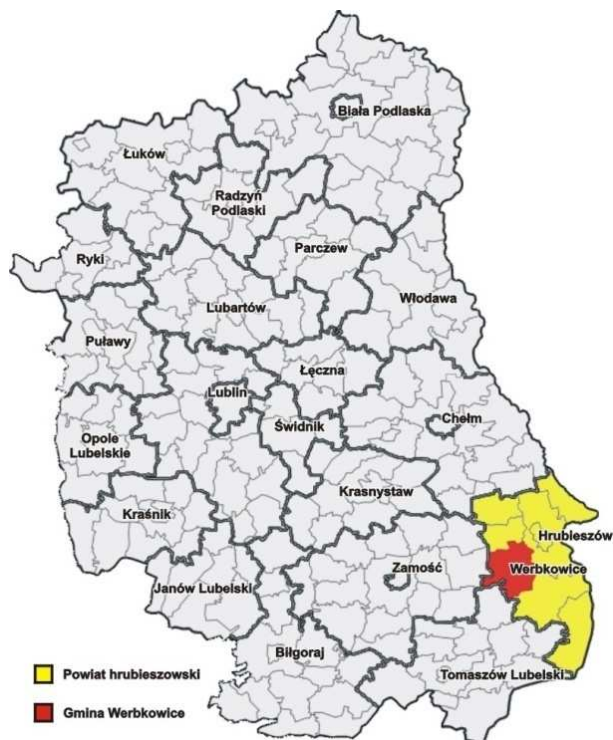 Biała Podlaska
Łuków
Radzyń
Podlaski
Parczew
Ryki
Włodawa
Lubartów
Puławy
Łęczna
Lublin
Świdnik
Chełm
Opole
Lubelskie
Krasnystaw
Kraśnik
Hrubieszów
Zamość
Werbkowice
Janów Lubelski
Biłgoraj
Tomaszów Lubelski
Powiat hrubieszowski
Gmina Werbkowice